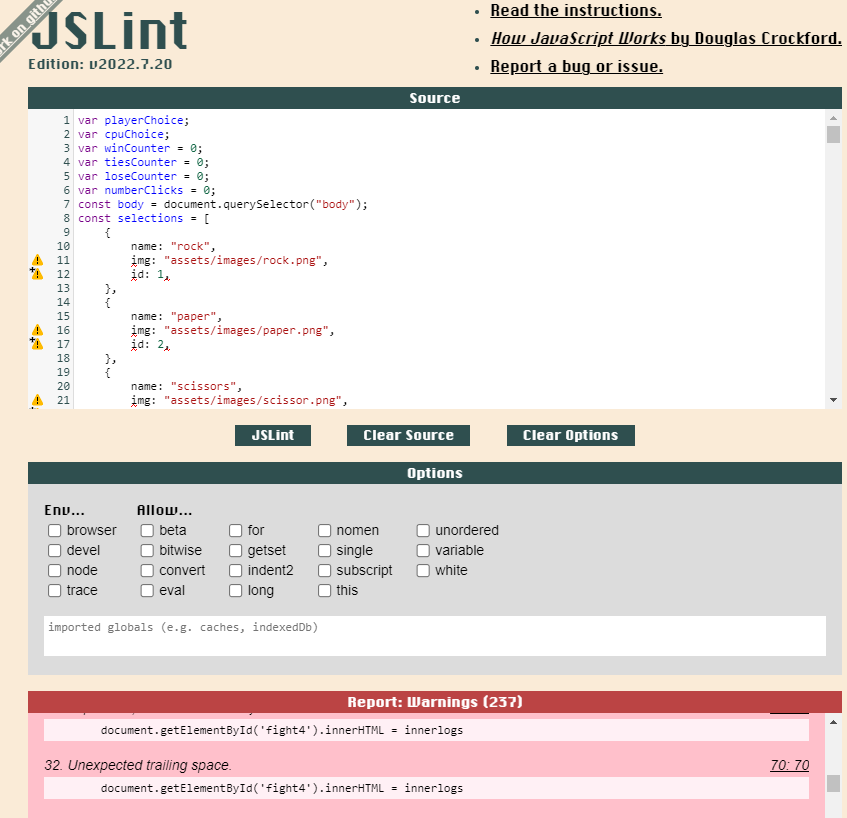 rk on github
JSLint
Edition: v2022.7.20
• Read the instructions.
• How JavaScript Works by Douglas Crockford.
• Report a bug or issue.
Source
1 var playerChoice;
2 var cpuChoice;
3 var winCounter = 0;
4 var tiesCounter = 0;
5 var loseCounter = 0;
6 var numberClicks = 0;
7 const body = document.querySelector("body");
8 const selections = [
9 {
10 name: "rock",
11 img: "assets/images/rock.png",
12 id: 1,
13 },
14 {
15 name: "paper",
16 img: "assets/images/paper.png",
17 id: 2,
18 },
19 {
20 name: "scissors",
21 img: "assets/images/scissor.png",
JSLint Clear Source Clear Options
Options
Env... Allow...
browser beta for nomen unordered
devel bitwise getset single variable
node convert indent2 subscript white
trace eval long this
imported globals (e.g. caches, indexedDb)
Report: Warnings (237)
document.getElementById('fight4').innerHTML = innerlogs
32. Unexpected trailing space. 70: 70
document.getElementById('fight4').innerHTML = innerlogs